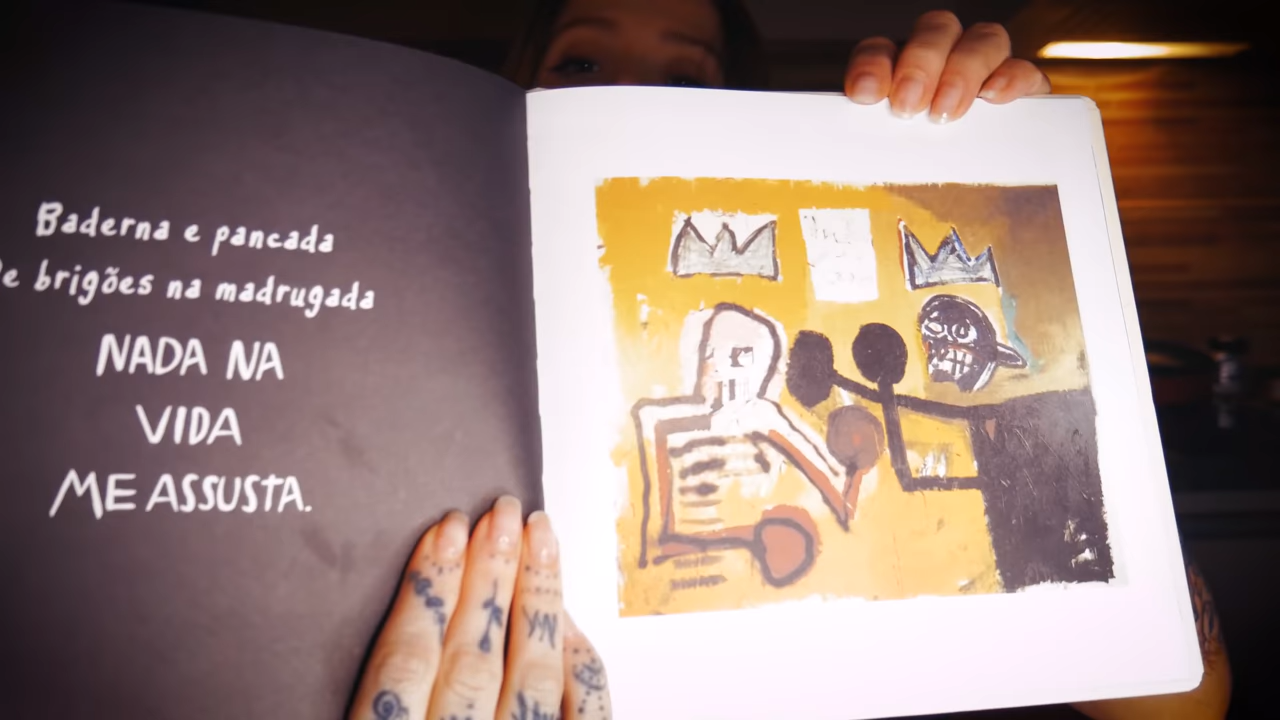 Baderna e pancada
e brigões na madrugada
NADA NA
VIDA
ME ASSUSTA.